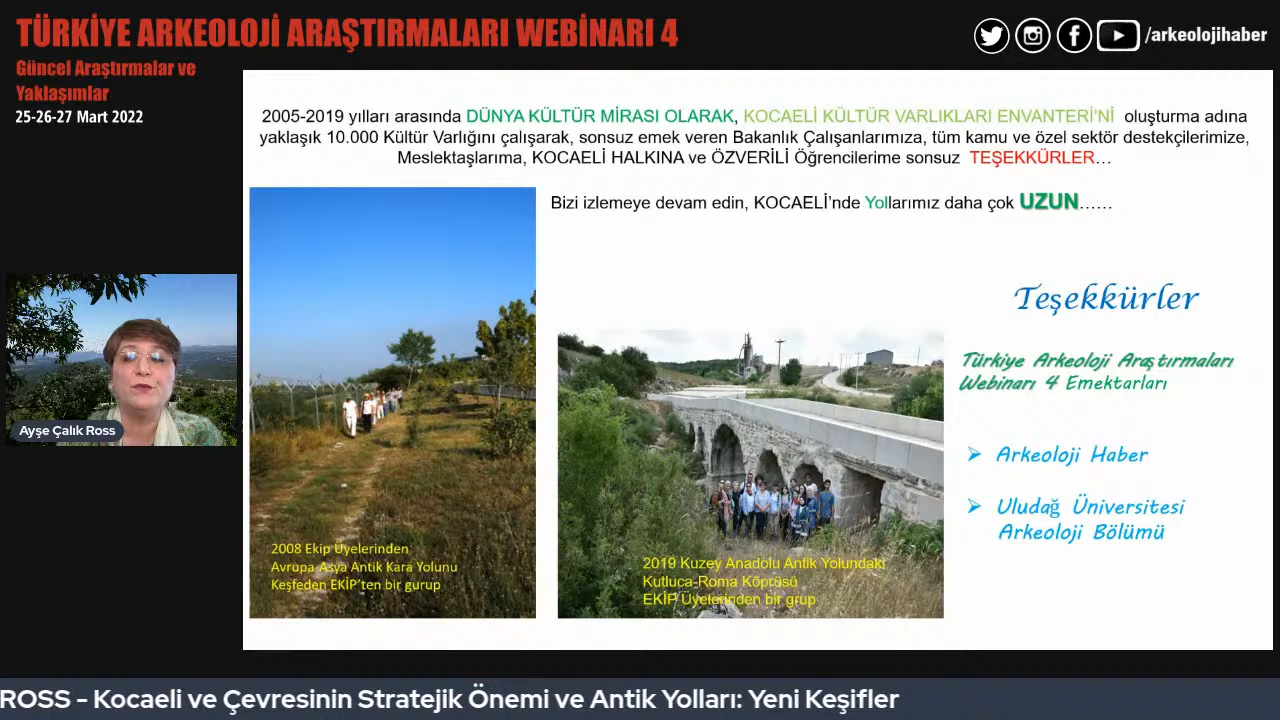 TÜRKİYE ARKEOLOJİ ARAŞTIRMALARI WEBİNARI 4
Güncel Araştırmalar ve
Yaklaşımlar
25-26-27 Mart 2022
/arkeolojihaber
2005-2019 yılları arasında DÜNYA KÜLTÜR MİRASI OLARAK, KOCAELİ KÜLTÜR VARLIKLARI ENVANTERİ'Nİ oluşturma adına
yaklaşık 10.000 Kültür Varlığını çalışarak, sonsuz emek veren Bakanlık Çalışanlarımıza, tüm kamu ve özel sektör destekçilerimize,
Meslektaşlarıma, KOCAELİ HALKINA ve ÖZVERİLİ Öğrencilerime sonsuz TEŞEKKÜRLER…
Bizi izlemeye devam edin, KOCAELİ'nde Yollarımız daha çok UZUN……
Teşekkürler
Türkiye Arkeoloji Araştırmaları
Webinarı 4 Emektarları
➢ Arkeoloji Haber
➢ Uludağ Üniversitesi
Arkeoloji Bölümü
2008 Ekip Üyelerinden
Avrupa-Asya Antik Kara Yolunu
Keşfeden EKİP'ten bir gurup
2019 Kuzey Anadolu Antik Yolundaki
Kutluca-Roma Köprüsü
EKİP Üyelerinden bir grup
Ayşe Çalık Ross
ROSS - Kocaeli ve Çevresinin Stratejik Önemi ve Antik Yolları: Yeni Keşifler